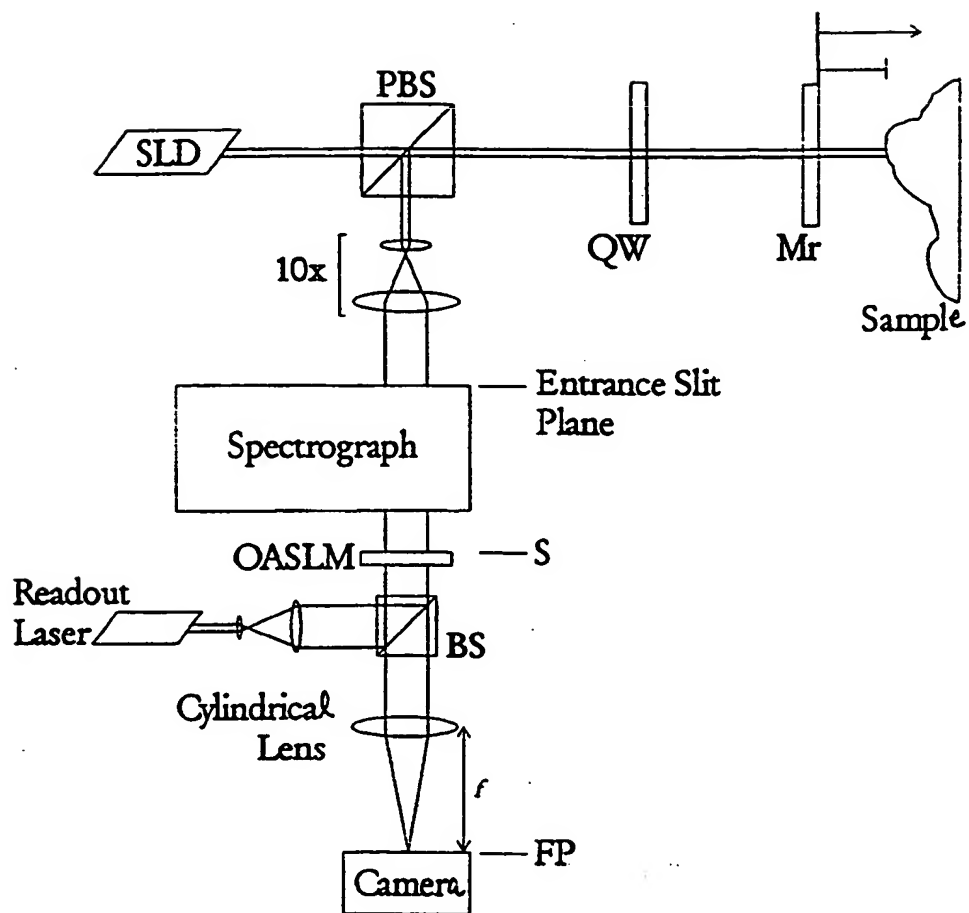 PBS
SLD
QW
Mr
Sample
10x
Entrance Slit
Plane
Spectrograph
OASLM
S
Readout
Laser
BS
Cylindrical
Lens
f
FP
Camera